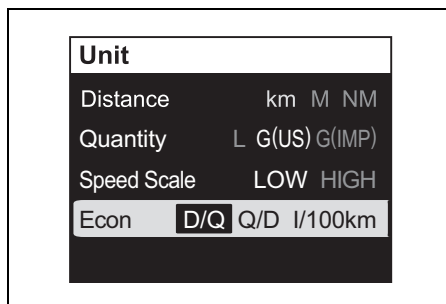 Unit
Distance km M NM
Quantity L G(US) G(IMP)
Speed Scale LOW HIGH
Econ D/Q Q/D l/100km